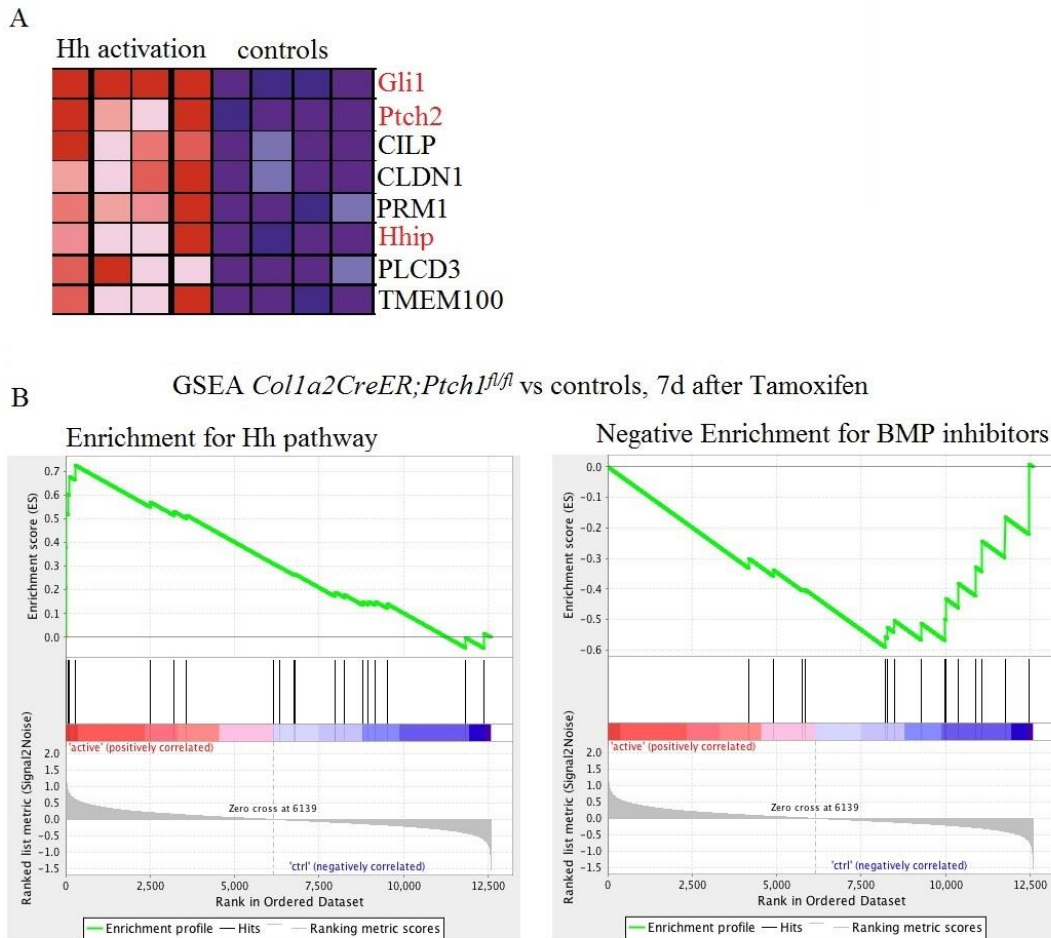 A
Hh activation controls
Gli1
Ptch2
CILP
CLDN1
PRM1
Hhip
PLCD3
TMEM100
B
GSEA Col1a2CreER;Ptch1fl/fl vs controls, 7d after Tamoxifen
Enrichment for Hh pathway
Enrichment score (ES)
0.7
0.6
0.5
0.4
0.3
0.2
0.1
0.0
'active' (positively correlated)
Ranked list metric (Signal2Noise)
2.0
1.5
1.0
0.5
0.0
-0.5
-1.0
-1.5
Zero cross at 6139
'ctrl' (negatively correlated)
0 2,500 5,000 7,500 10,000 12,500
Rank in Ordered Dataset
Enrichment profile Hits Ranking metric scores
Negative Enrichment for BMP inhibitors
Enrichment score (ES)
0.0
-0.1
-0.2
-0.3
-0.4
-0.5
-0.6
'active' (positively correlated)
Ranked list metric (Signal2Noise)
2.0
1.5
1.0
0.5
0.0
-0.5
-1.0
-1.5
Zero cross at 6139
'ctrl' (negatively correlated)
0 2,500 5,000 7,500 10,000 12,500
Rank in Ordered Dataset
Enrichment profile Hits Ranking metric scores